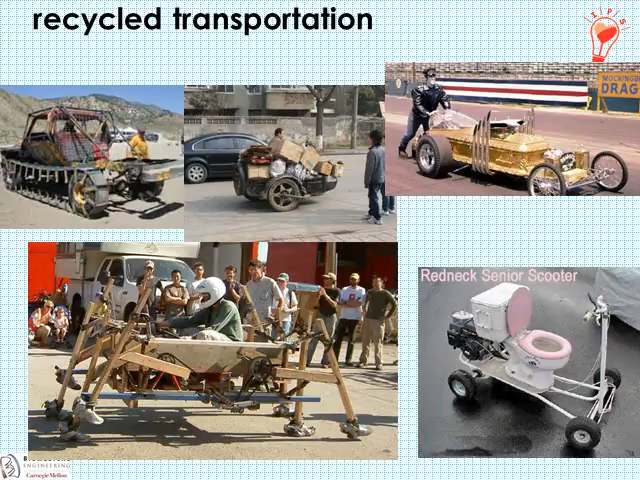 recycled transportation
I P S
MOCKINGB
DRAG
Redneck Senior Scooter
ENGINEERING
Carnegie Mellon